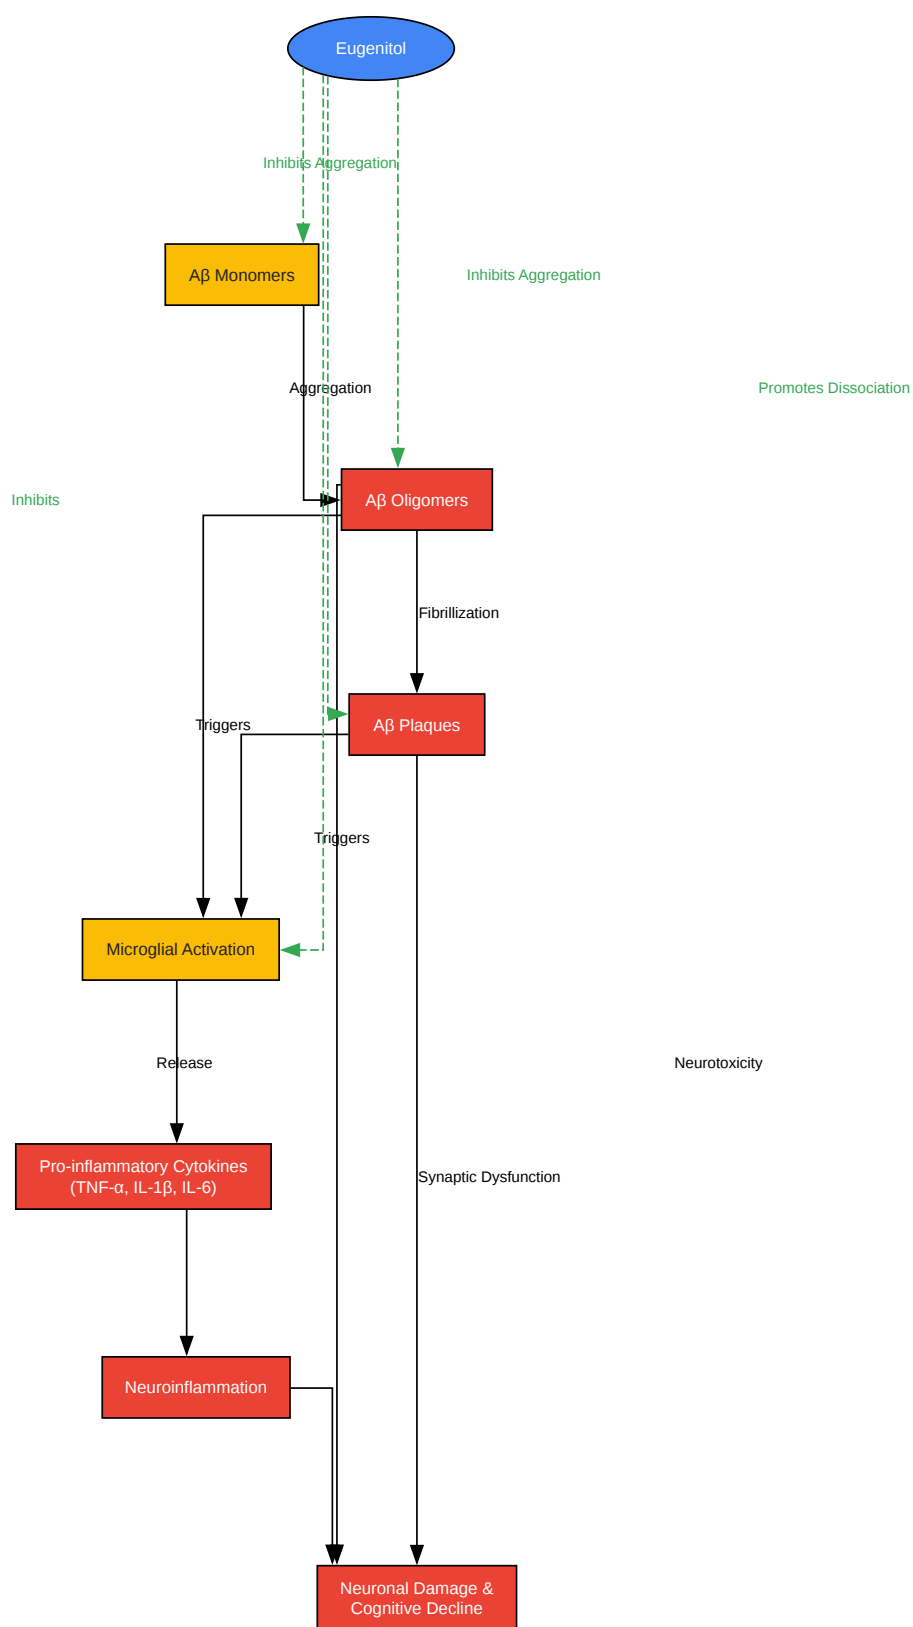 Eugenitol
Inhibits Aggregation
Aβ Monomers
Inhibits Aggregation
Aggregation
Promotes Dissociation
Inhibits
Aβ Oligomers
Fibrillization
Triggers
Aβ Plaques
Triggers
Microglial Activation
Release
Neurotoxicity
Pro-inflammatory Cytokines
(TNF-α, IL-1β, IL-6)
Synaptic Dysfunction
Neuroinflammation
Neuronal Damage &
Cognitive Decline